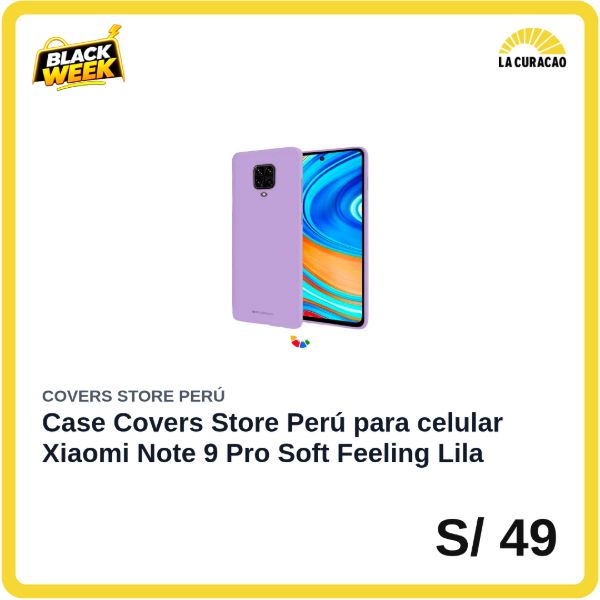 BLACK
WEEK
LA CURACAO
COVERS STORE PERÚ
Case Covers Store Perú para celular
Xiaomi Note 9 Pro Soft Feeling Lila
S/ 49